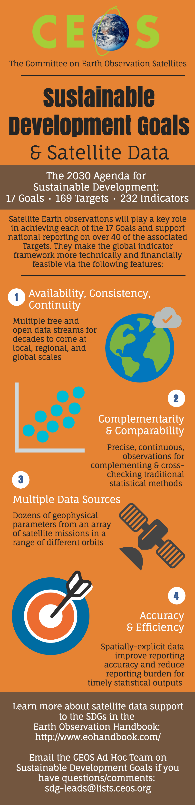 CEOS
The Committee on Earth Observation Satellites
Sustainable
Development Goals
& Satellite Data
The 2030 Agenda for
Sustainable Development:
17 Goals • 169 Targets • 232 Indicators
Satellite Earth observations will play a key role
in achieving each of the 17 Goals and support
national reporting on over 40 of the associated
Targets. They make the global indicator
framework more technically and financially
feasible via the following features:
1 Availability, Consistency,
Continuity
Multiple free and
open data streams for
decades to come at
local, regional, and
global scales
2
Complementarity
& Comparability
Precise, continuous,
observations for
complementing & cross-
checking traditional
statistical methods
3
Multiple Data Sources
Dozens of geophysical
parameters from an array
of satellite missions in a
range of different orbits
4
Accuracy
& Efficiency
Spatially-explicit data
improve reporting
accuracy and reduce
reporting burden for
timely statistical outputs
Learn more about satellite data support
to the SDGs in the
Earth Observation Handbook:
http://www.eohandbook.com/
Email the CEOS Ad Hoc Team on
Sustainable Development Goals if you
have questions/comments:
sdg-leads@lists.ceos.org